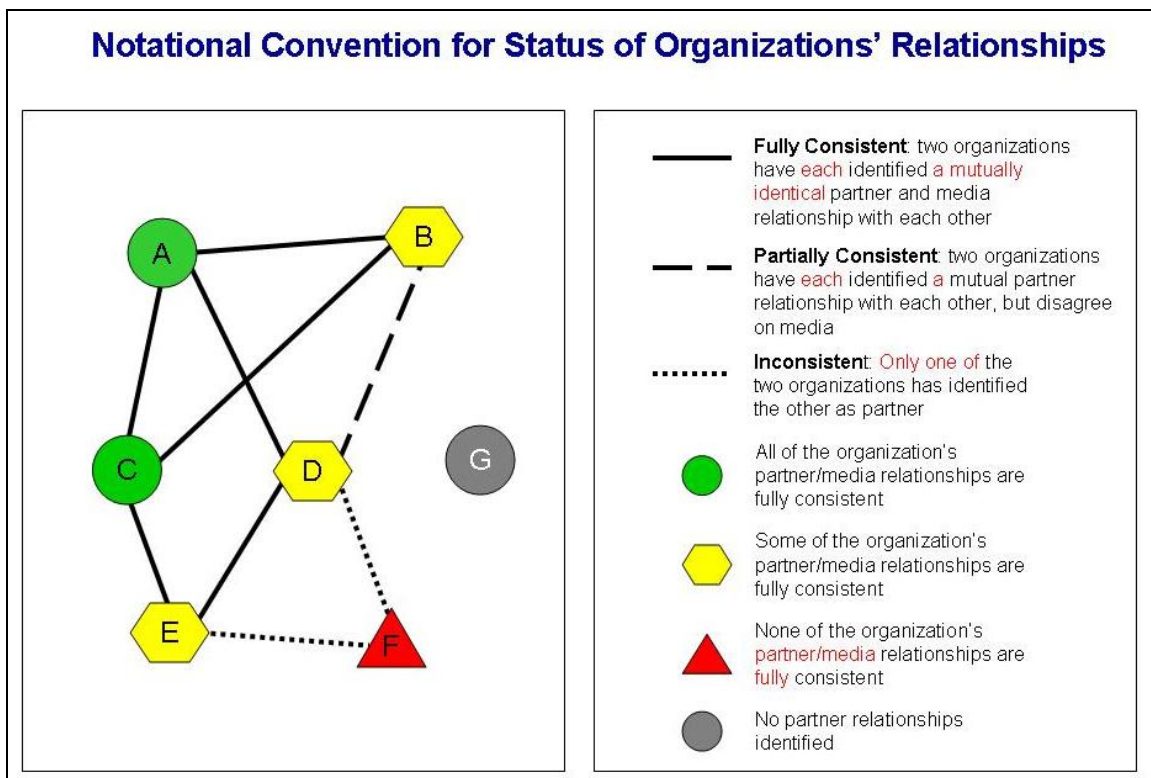 Notational Convention for Status of Organizations’ Relationships
A
B
C
D
G
E
F
Fully Consistent: two organizations
have each identified a mutually
identical partner and media
relationship with each other
Partially Consistent: two organizations
have each identified a mutual partner
relationship with each other, but disagree
on media
Inconsistent: Only one of the
two organizations has identified
the other as partner
All of the organization’s
partner/media relationships are
fully consistent
Some of the organization’s
partner/media relationships are
fully consistent
None of the organization’s
partner/media relationships are
fully consistent
No partner relationships
identified